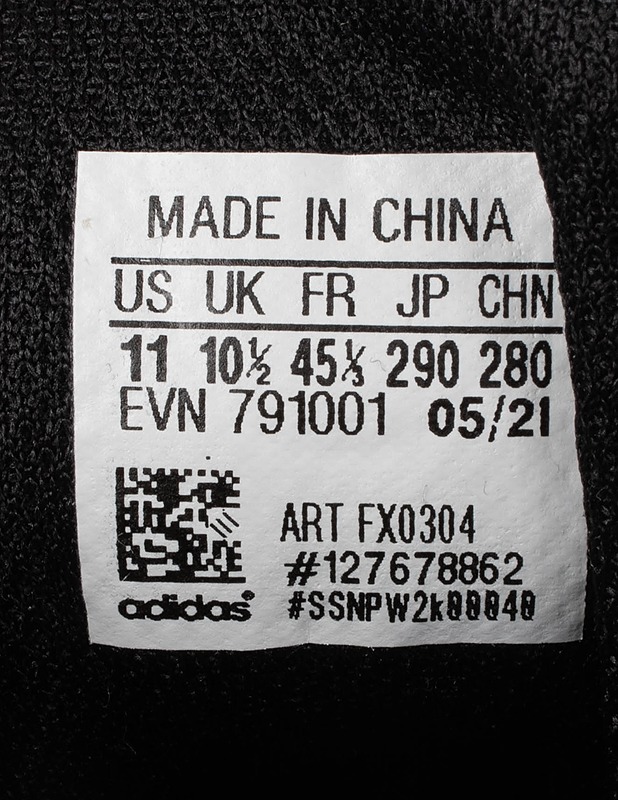 MADE IN CHINA
US UK FR JP CHN
11 10½ 45⅓ 290 280
EVN 791001 05/21
ART FX0304
#127678862
adidas®
#SSNPW2k00040